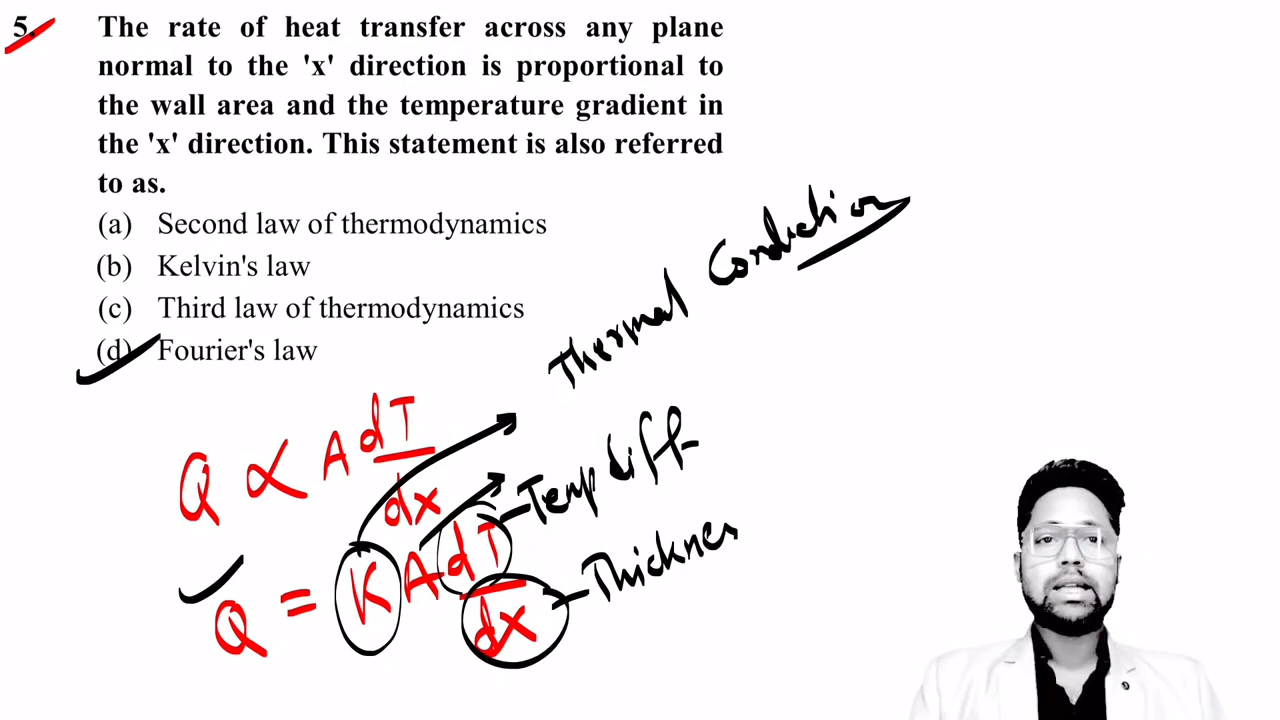 5. The rate of heat transfer across any plane
normal to the 'x' direction is proportional to
the wall area and the temperature gradient in
the 'x' direction. This statement is also referred
to as.
(a) Second law of thermodynamics
(b) Kelvin's law
(c) Third law of thermodynamics
(d) Fourier's law
Thermal Conduction
Q ∝ A dT/dx
Temp diff
Q = K A dT/dx
Thicknes